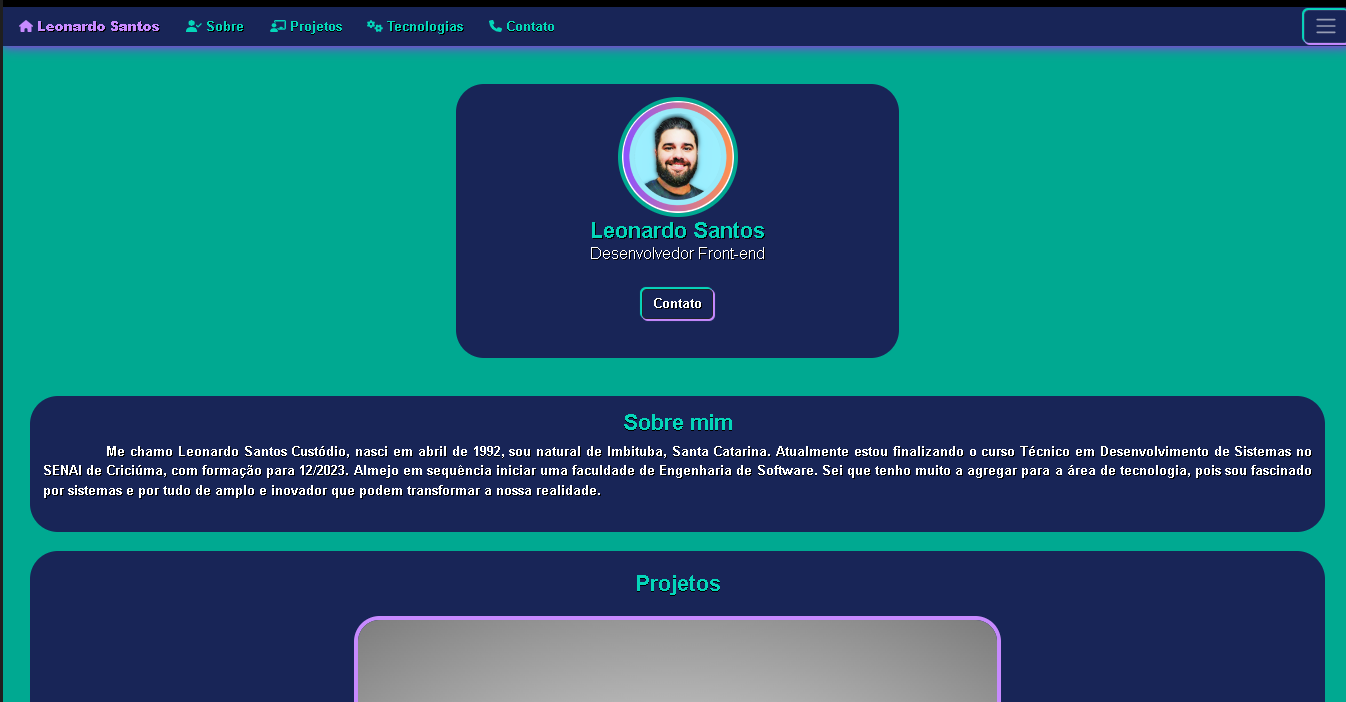 Leonardo Santos Sobre Projetos Tecnologias Contato
Leonardo Santos
Desenvolvedor Front-end
Contato
Sobre mim
Me chamo Leonardo Santos Custódio, nasci em abril de 1992, sou natural de Imbituba, Santa Catarina. Atualmente estou finalizando o curso Técnico em Desenvolvimento de Sistemas no
SENAI de Criciúma, com formação para 12/2023. Almejo em sequência iniciar uma faculdade de Engenharia de Software. Sei que tenho muito a agregar para a área de tecnologia, pois sou fascinado
por sistemas e por tudo de amplo e inovador que podem transformar a nossa realidade.
Projetos